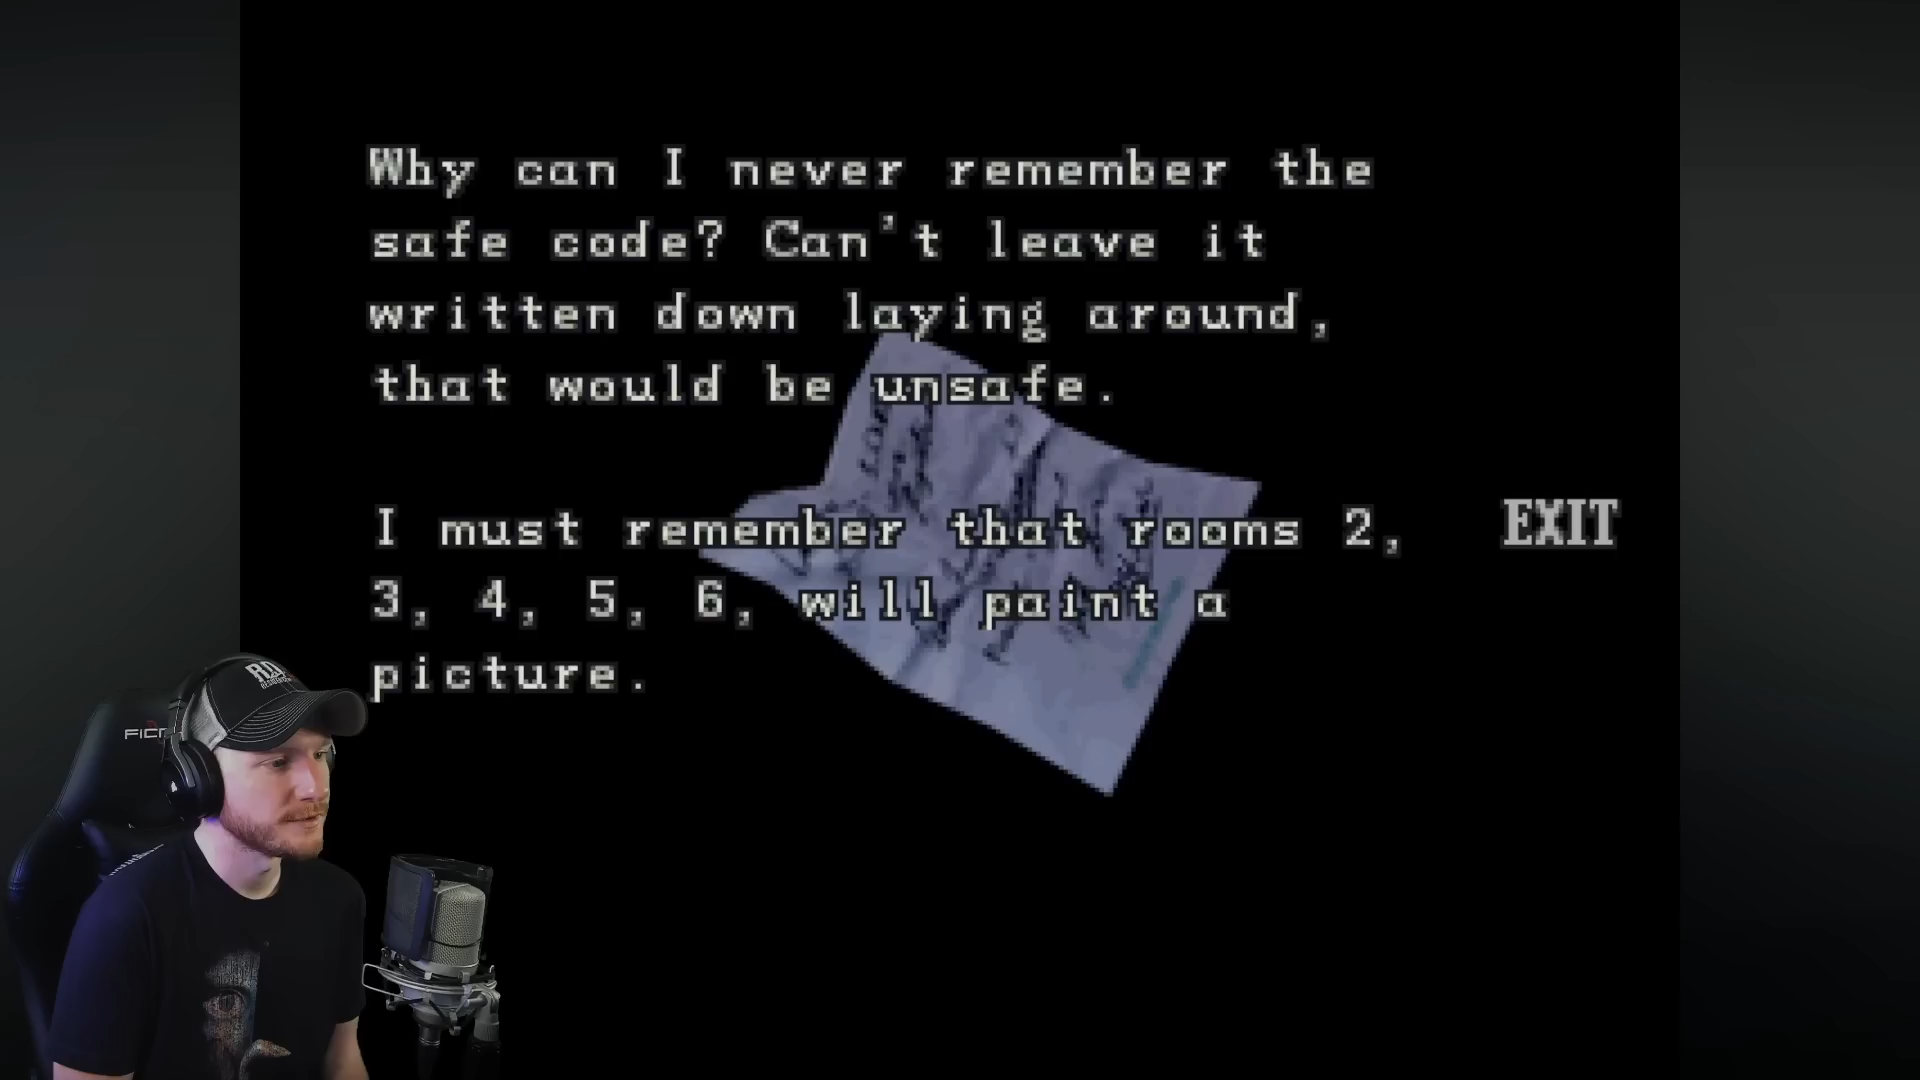 Why can I never remember the
safe code? Can't leave it
written down laying around,
that would be unsafe.
I must remember that rooms 2,
3, 4, 5, 6, will paint a
picture.
EXIT